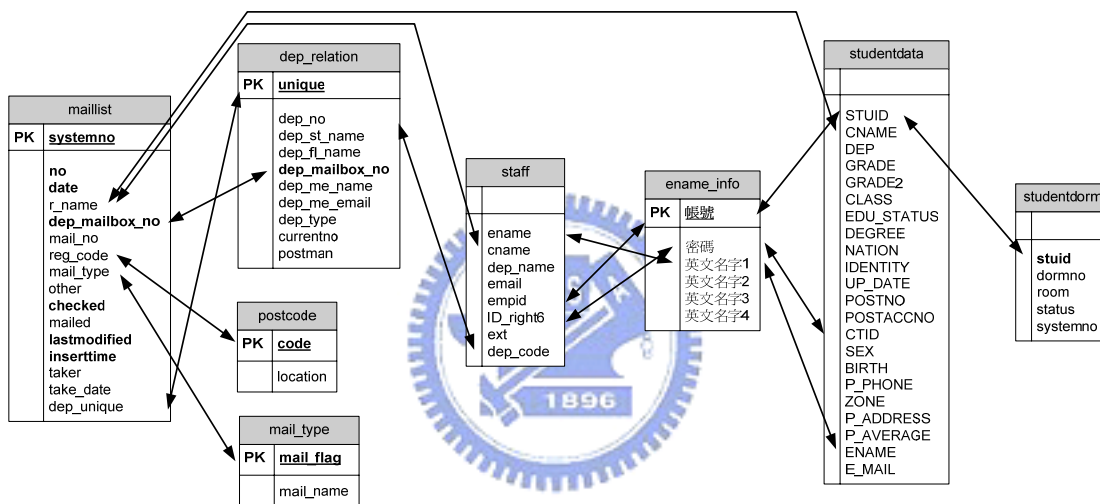 maillist
PK systemno
no
date
r_name
dep_mailbox_no
mail_no
reg_code
mail_type
other
checked
mailed
lastmodified
inserttime
taker
take_date
dep_unique
dep_relation
PK unique
dep_no
dep_st_name
dep_fl_name
dep_mailbox_no
dep_me_name
dep_me_email
dep_type
currentno
postman
postcode
PK code
location
mail_type
PK mail_flag
mail_name
staff
ename
cname
dep_name
email
empid
ID_right6
ext
dep_code
ename_info
PK 帳號
密碼
英文名字1
英文名字2
英文名字3
英文名字4
studentdata
STUID
CNAME
DEP
GRADE
GRADE2
CLASS
EDU_STATUS
DEGREE
NATION
IDENTITY
UP_DATE
POSTNO
POSTACCNO
CTID
SEX
BIRTH
P_PHONE
ZONE
P_ADDRESS
P_AVERAGE
ENAME
E_MAIL
studentdorm
stuid
dormno
room
status
systemno
1896